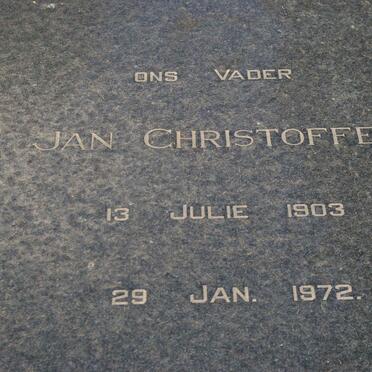 ONS VADER
JAN CHRISTOFFE
13 JULIE 1903
29 JAN. 1972.